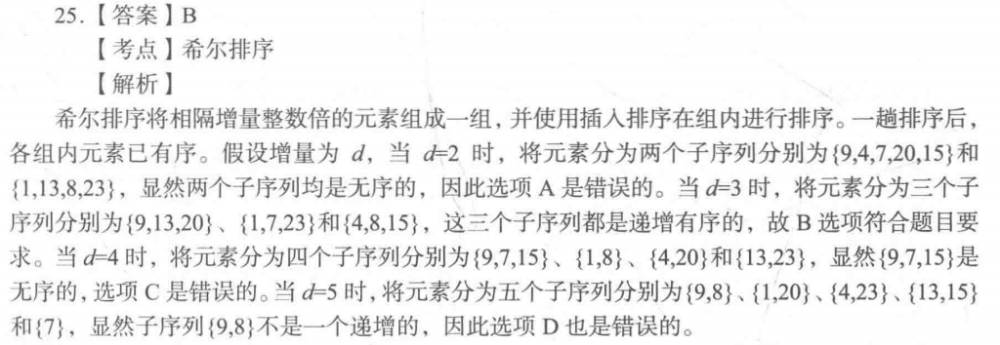 25.【答案】B
【考点】希尔排序
【解析】
希尔排序将相隔增量整数倍的元素组成一组，并使用插入排序在组内进行排序。一趟排序后，
各组内元素已有序。假设增量为 d，当 d=2 时，将元素分为两个子序列分别为{9,4,7,20,15}和
{1,13,8,23}，显然两个子序列均是无序的，因此选项 A 是错误的。当 d=3 时，将元素分为三个子
序列分别为{9,13,20}、{1,7,23}和{4,8,15}，这三个子序列都是递增有序的，故 B 选项符合题目要
求。当 d=4 时，将元素分为四个子序列分别为{9,7,15}、{1,8}、{4,20}和{13,23}，显然{9,7,15}是
无序的，选项 C 是错误的。当 d=5 时，将元素分为五个子序列分别为{9,8}、{1,20}、{4,23}、{13,15}
和{7}，显然子序列{9,8}不是一个递增的，因此选项 D 也是错误的。